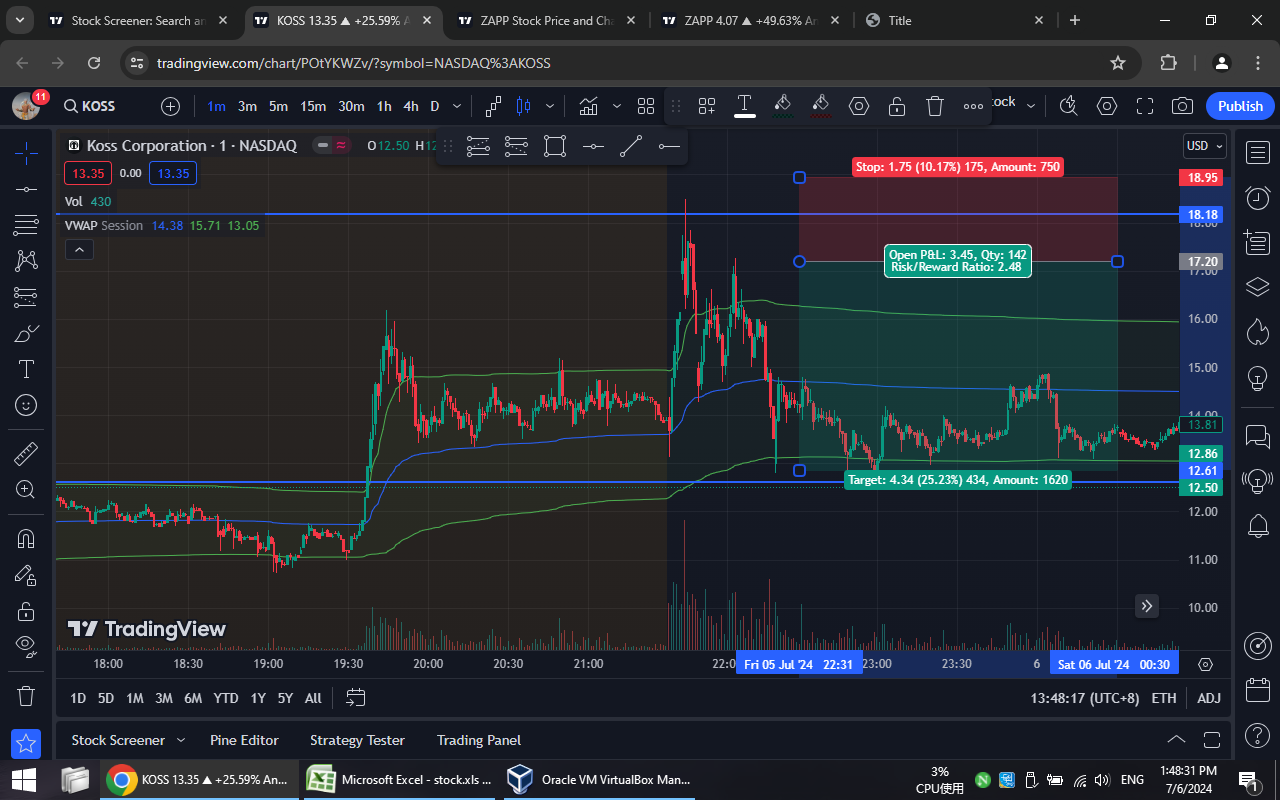 Stock Screener: Search an
KOSS 13.35 ▲ +25.59% A
ZAPP Stock Price and Cha
ZAPP 4.07 ▲ +49.63% An
Title
tradingview.com/chart/POtYKWZv/?symbol=NASDAQ%3AKOSS
11
KOSS
1m 3m 5m 15m 30m 1h 4h D
T
ock
Publish
Koss Corporation · 1 · NASDAQ
O12.50 H12
USD
13.35 0.00 13.35
Vol 430
VWAP Session 14.38 15.71 13.05
Stop: 1.75 (10.17%) 175, Amount: 750
Open P&L: 3.45, Qty: 142
Risk/Reward Ratio: 2.48
Target: 4.34 (25.23%) 434, Amount: 1620
18.95
18.18
18.00
17.20
17.00
16.00
15.00
14.00
13.81
12.86
12.61
12.50
12.00
11.00
10.00
TradingView
18:00 18:30 19:00 19:30 20:00 20:30 21:00 22:0 Fri 05 Jul '24 22:31 23:00 23:30 6 Sat 06 Jul '24 00:30
1D 5D 1M 3M 6M YTD 1Y 5Y All
13:48:17 (UTC+8) ETH ADJ
Stock Screener Pine Editor Strategy Tester Trading Panel
KOSS 13.35 ▲ +25.59% An...
Microsoft Excel - stock.xls ...
Oracle VM VirtualBox Man...
3%
CPU使用
N
ENG
1:48:31 PM
7/6/2024
1